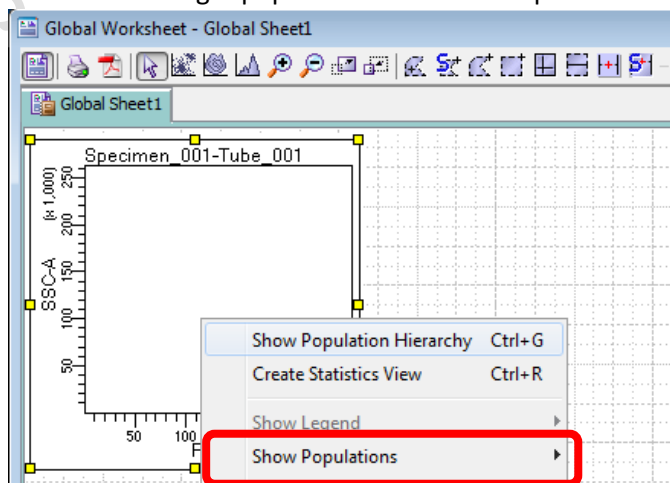 Global Worksheet - Global Sheet1
Global Sheet1
Specimen_001-Tube_001
SSC-A (x 1,000)
50 100 150 200 250
50 100
F
Show Population Hierarchy Ctrl+G
Create Statistics View Ctrl+R
Show Legend
Show Populations